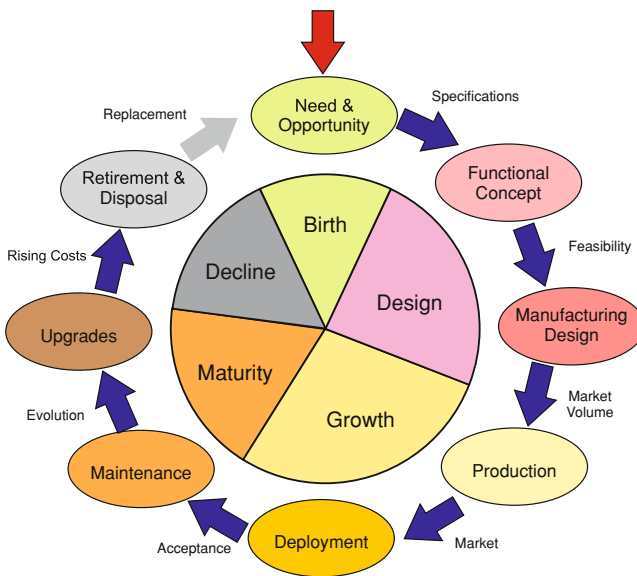 Need &
Opportunity
Specifications
Functional
Concept
Feasibility
Manufacturing
Design
Market
Volume
Production
Market
Deployment
Acceptance
Maintenance
Evolution
Upgrades
Rising Costs
Retirement &
Disposal
Replacement
Birth
Design
Growth
Maturity
Decline